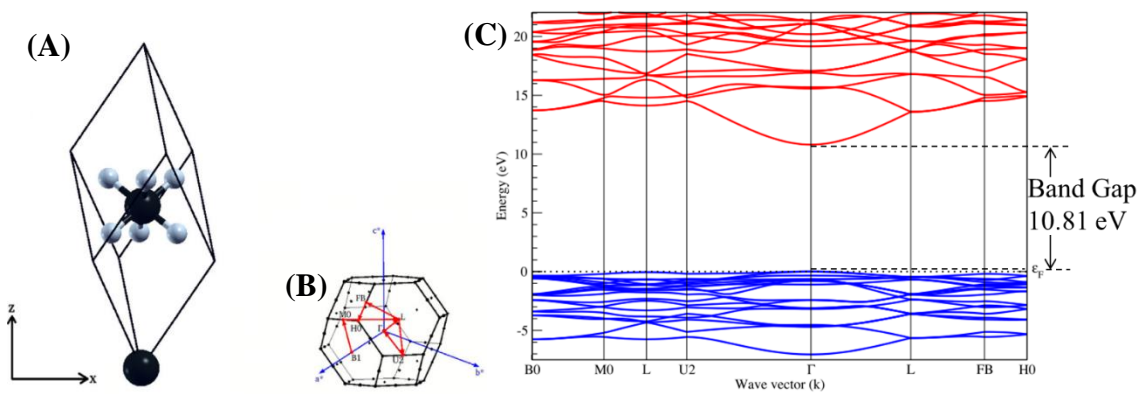 (A)
z
x
(B)
c*
FB
M0
L
H0
Γ
B1
U2
a*
b*
(C)
20
15
10
5
0
-5
Energy (eV)
B0 M0 L U2 Γ L FB H0
Wave vector (k)
Band Gap
10.81 eV
εF